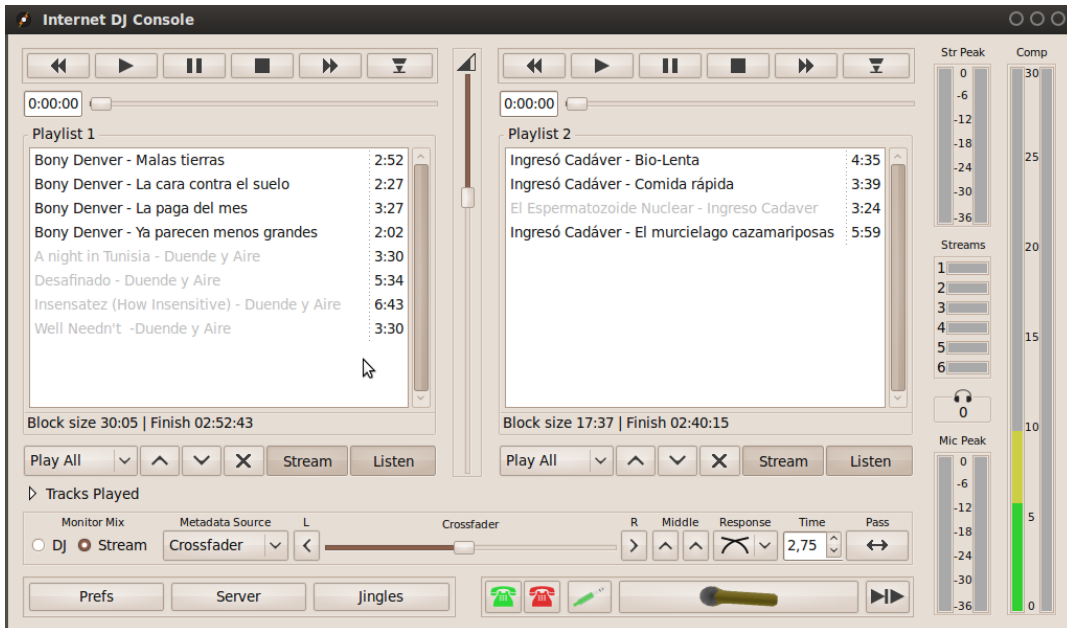 Internet DJ Console
0:00:00
Playlist 1
Bony Denver - Malas tierras 2:52
Bony Denver - La cara contra el suelo 2:27
Bony Denver - La paga del mes 3:27
Bony Denver - Ya parecen menos grandes 2:02
A night in Tunisia - Duende y Aire 3:30
Desafinado - Duende y Aire 5:34
Insensatez (How Insensitive) - Duende y Aire 6:43
Well Needn't -Duende y Aire 3:30
Block size 30:05 | Finish 02:52:43
Play All
Stream
Listen
0:00:00
Playlist 2
Ingresó Cadáver - Bio-Lenta 4:35
Ingresó Cadáver - Comida rápida 3:39
El Espermatozoide Nuclear - Ingreso Cadaver 3:24
Ingresó Cadáver - El murcielago cazamariposas 5:59
Block size 17:37 | Finish 02:40:15
Play All
Stream
Listen
Tracks Played
Monitor Mix
DJ
Stream
Metadata Source
Crossfader
L
Crossfader
R
Middle
Response
Time
2,75
Pass
Prefs
Server
Jingles
Str Peak
0
-6
-12
-18
-24
-30
-36
Streams
1
2
3
4
5
6
0
Mic Peak
0
-6
-12
-18
-24
-30
-36
Comp
30
25
20
15
10
5
0